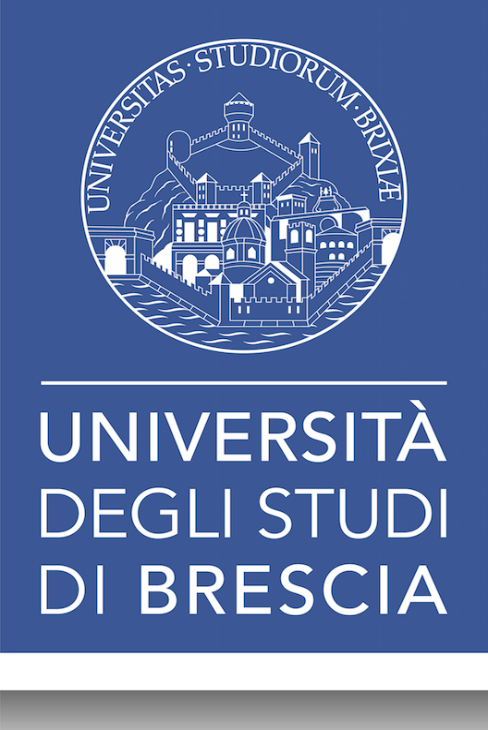 UNIVERSITAS · STUDIORUM · BRIXIÆ
UNIVERSITÀ
DEGLI STUDI
DI BRESCIA